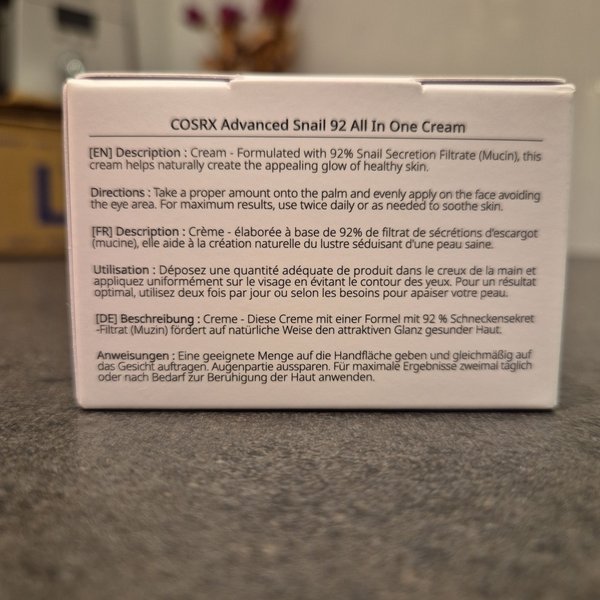 COSRX Advanced Snail 92 All In One Cream
[EN] Description : Cream - Formulated with 92% Snail Secretion Filtrate (Mucin), this
cream helps naturally create the appealing glow of healthy skin.
Directions : Take a proper amount onto the palm and evenly apply on the face avoiding
the eye area. For maximum results, use twice daily or as needed to soothe skin.
[FR] Description : Crème - élaborée à base de 92% de filtrat de sécrétions d'escargot
(mucine), elle aide à la création naturelle du lustre séduisant d'une peau saine.
Utilisation : Déposez une quantité adéquate de produit dans le creux de la main et
appliquez uniformément sur le visage en évitant le contour des yeux. Pour un résultat
optimal, utilisez deux fois par jour ou selon les besoins pour apaiser votre peau.
[DE] Beschreibung : Creme - Diese Creme mit einer Formel mit 92 % Schneckensekret
-Filtrat (Muzin) fördert auf natürliche Weise den attraktiven Glanz gesunder Haut.
Anweisungen : Eine geeignete Menge auf die Handfläche geben und gleichmäßig auf
das Gesicht auftragen. Augenpartie aussparen. Für maximale Ergebnisse zweimal täglich
oder nach Bedarf zur Beruhigung der Haut anwenden.